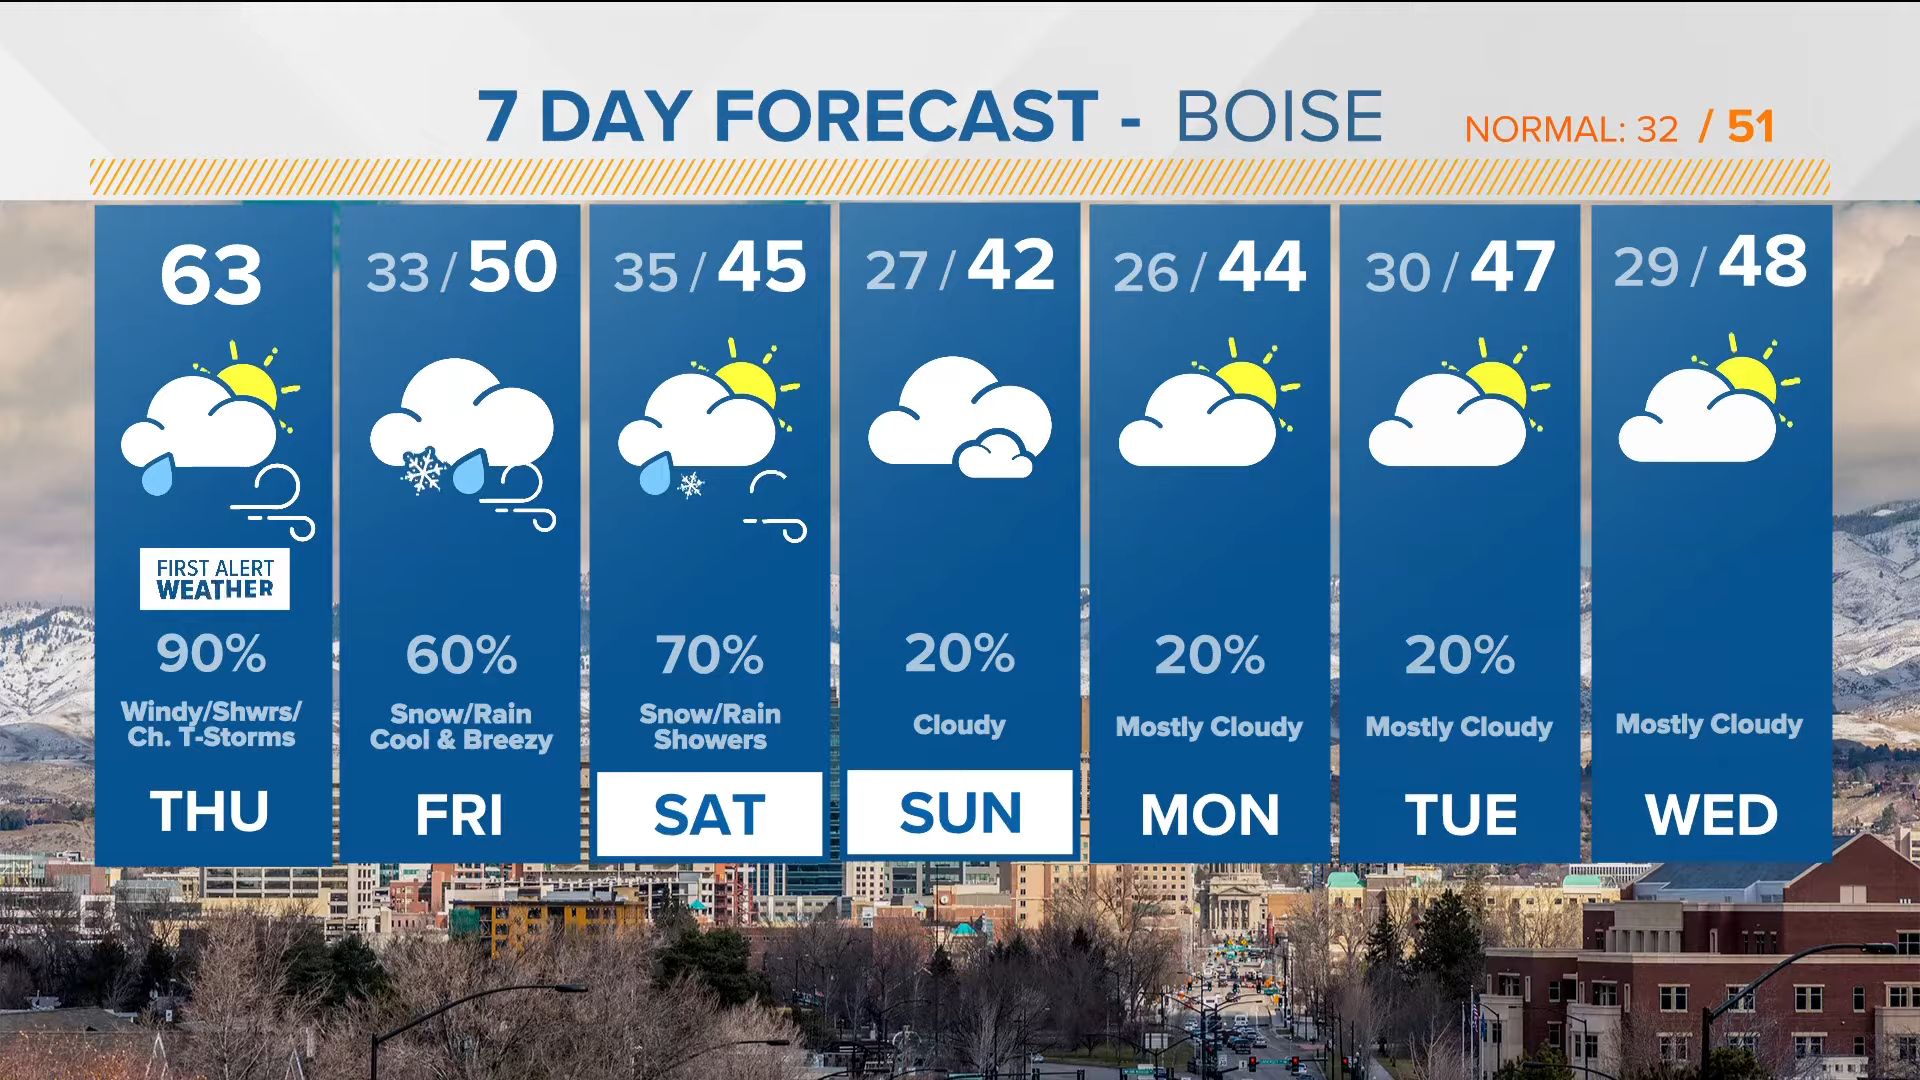 7 DAY FORECAST - BOISE
NORMAL: 32 / 51
63
33 / 50
35 / 45
27 / 42
26 / 44
30 / 47
29 / 48
FIRST ALERT
WEATHER
90%
60%
70%
20%
20%
20%
Windy/Shwrs/
Ch. T-Storms
Snow/Rain
Cool & Breezy
Snow/Rain
Showers
Cloudy
Mostly Cloudy
Mostly Cloudy
Mostly Cloudy
THU
FRI
SAT
SUN
MON
TUE
WED